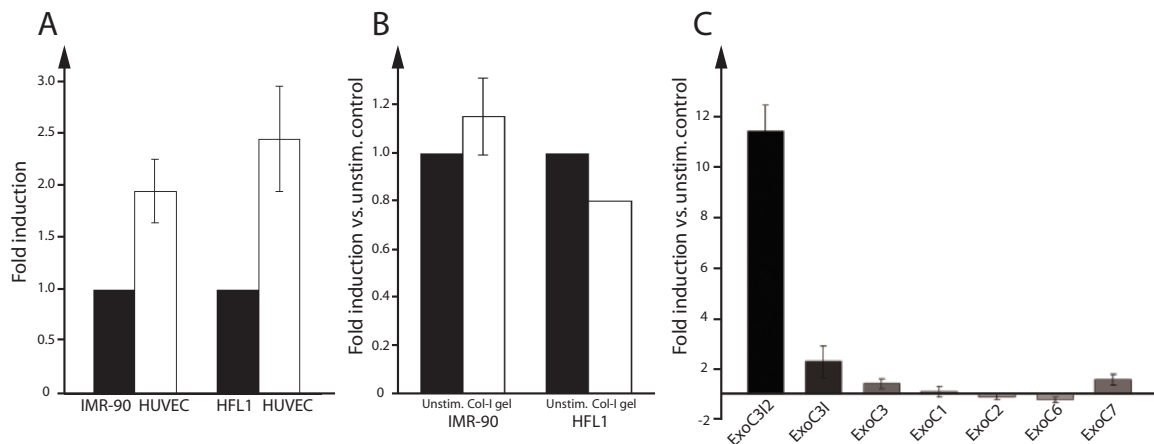 A
Fold induction
3.0
2.5
2.0
1.5
1.0
0.5
0
IMR-90 HUVEC HFL1 HUVEC
B
Fold induction vs. unstim. control
1.2
1.0
0.8
0.6
0.4
0.2
0
Unstim. Col-I gel Unstim. Col-I gel
IMR-90 HFL1
C
Fold induction vs. unstim. control
12
10
8
6
4
2
-2
ExoC3l2 ExoC3l ExoC3 ExoC1 ExoC2 ExoC6 ExoC7